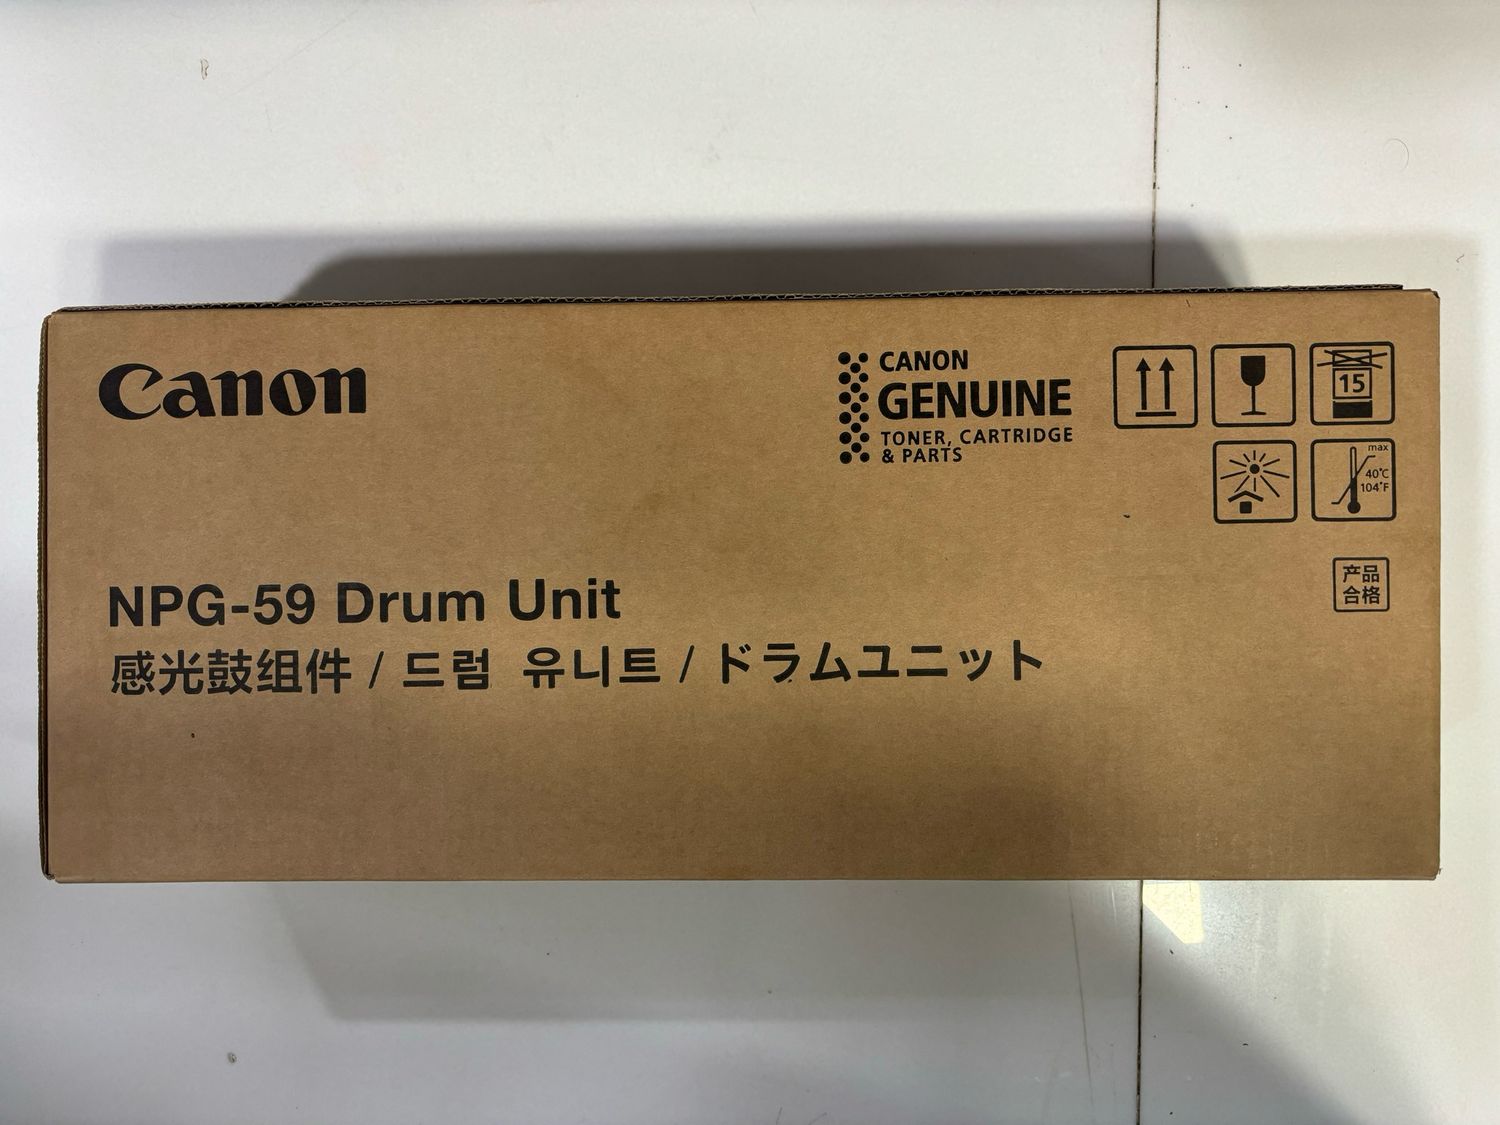 Canon
CANON
GENUINE
TONER, CARTRIDGE
& PARTS
15
max
40°C
104°F
产品
合格
NPG-59 Drum Unit
感光鼓组件 / 드럼 유니트 / ドラムユニット